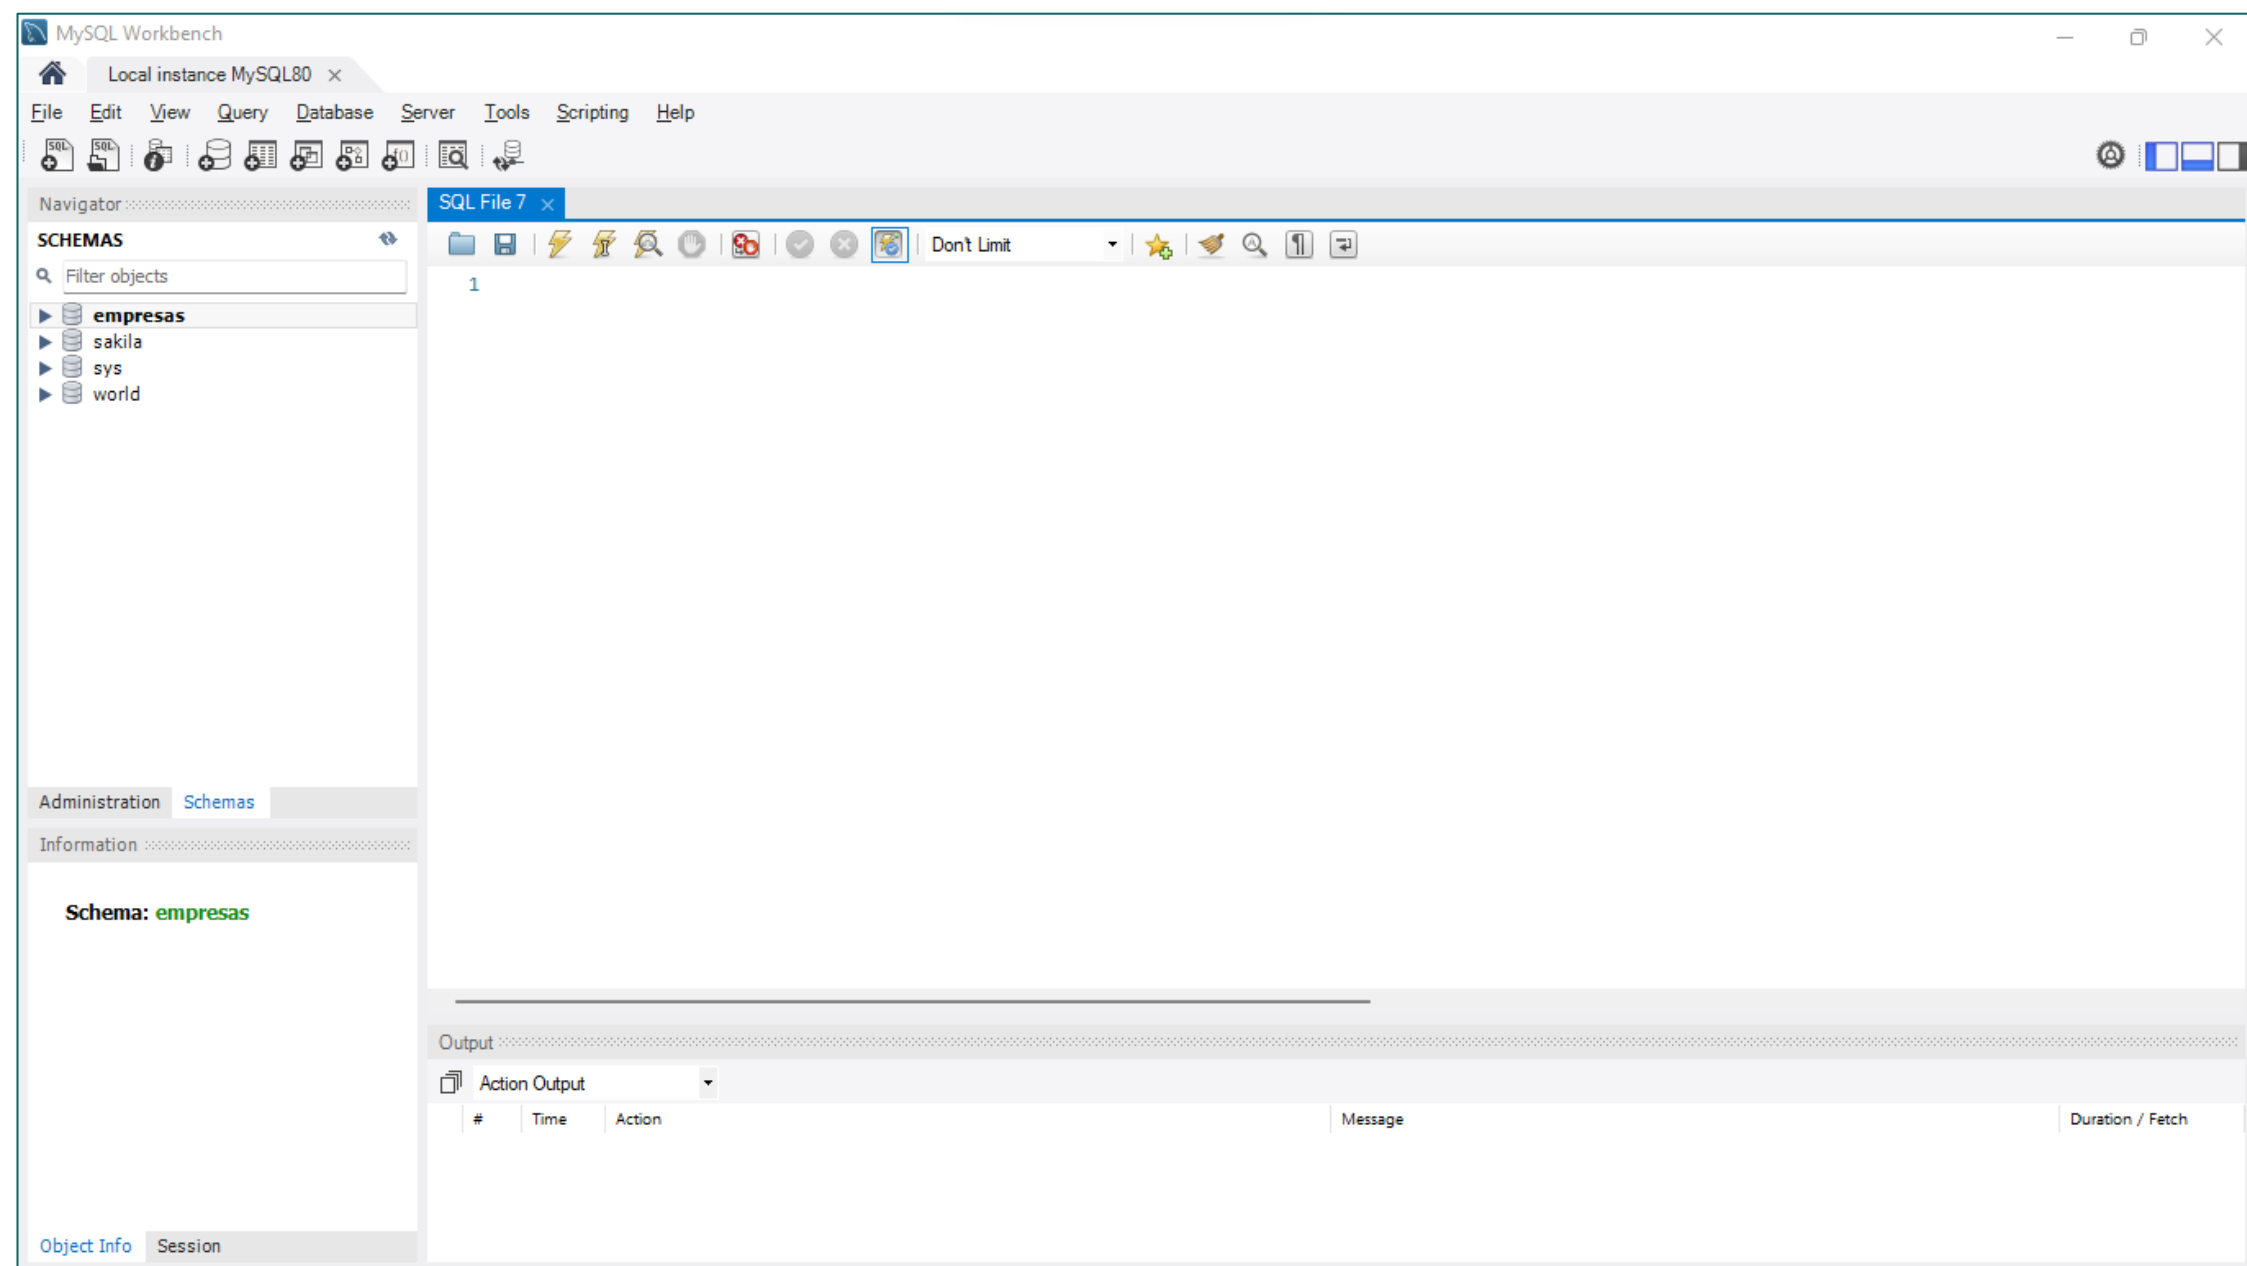 MySQL Workbench
Local instance MySQL80
File Edit View Query Database Server Tools Scripting Help
Navigator
SQL File 7
SCHEMAS
Don't Limit
Filter objects
1
empresas
sakila
sys
world
Administration Schemas
Information
Schema: empresas
Output
Action Output
# Time Action Message Duration / Fetch
Object Info Session